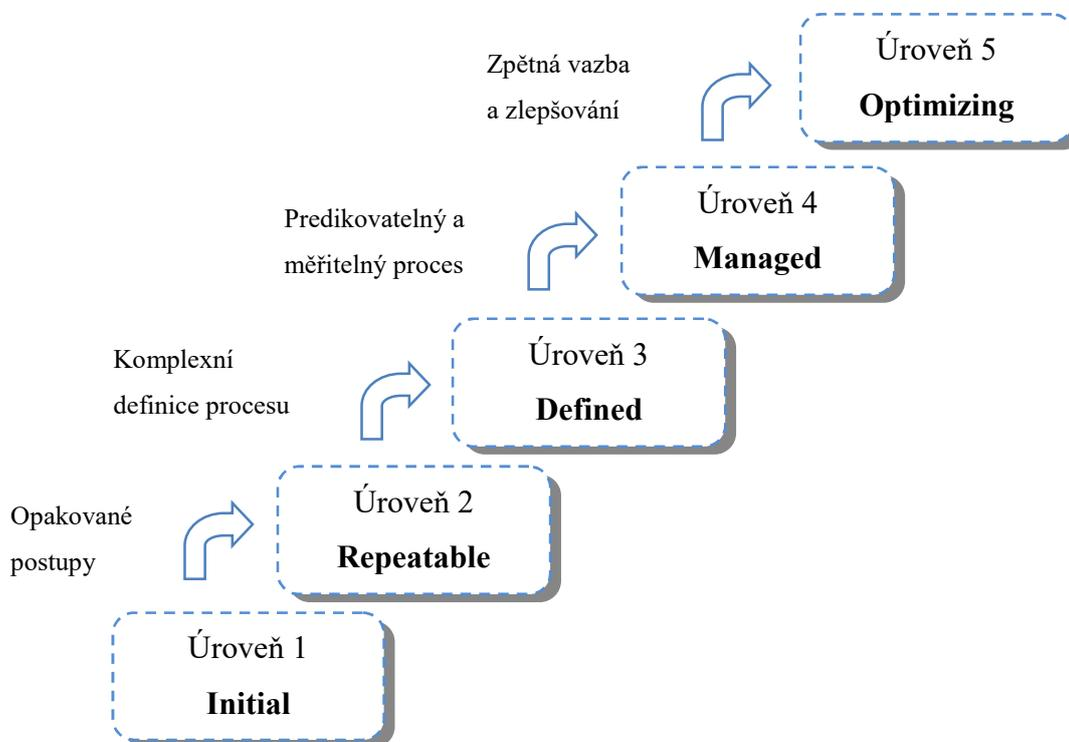 Zpětná vazba
a zlepšování
Úroveň 5
Optimizing
Predikovatelný a
měřitelný proces
Úroveň 4
Managed
Komplexní
definice procesu
Úroveň 3
Defined
Opakované
postupy
Úroveň 2
Repeatable
Úroveň 1
Initial